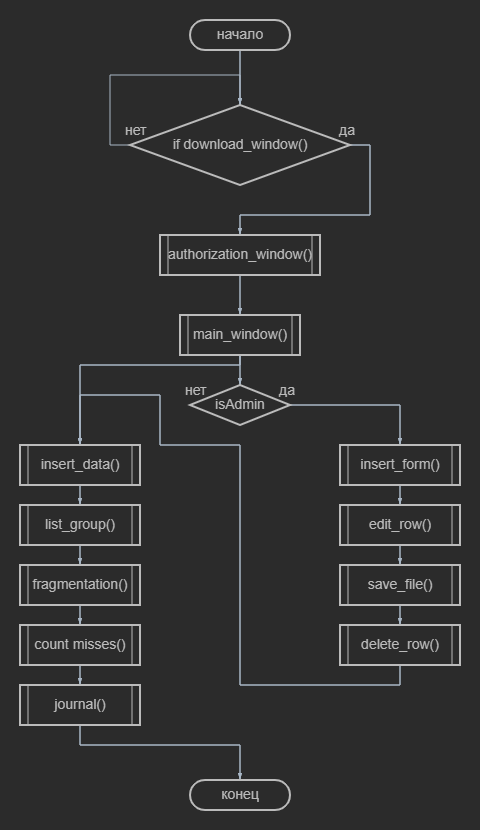 начало
нет
да
if download_window()
authorization_window()
main_window()
нет
да
isAdmin
insert_data()
insert_form()
list_group()
edit_row()
fragmentation()
save_file()
count misses()
delete_row()
journal()
конец